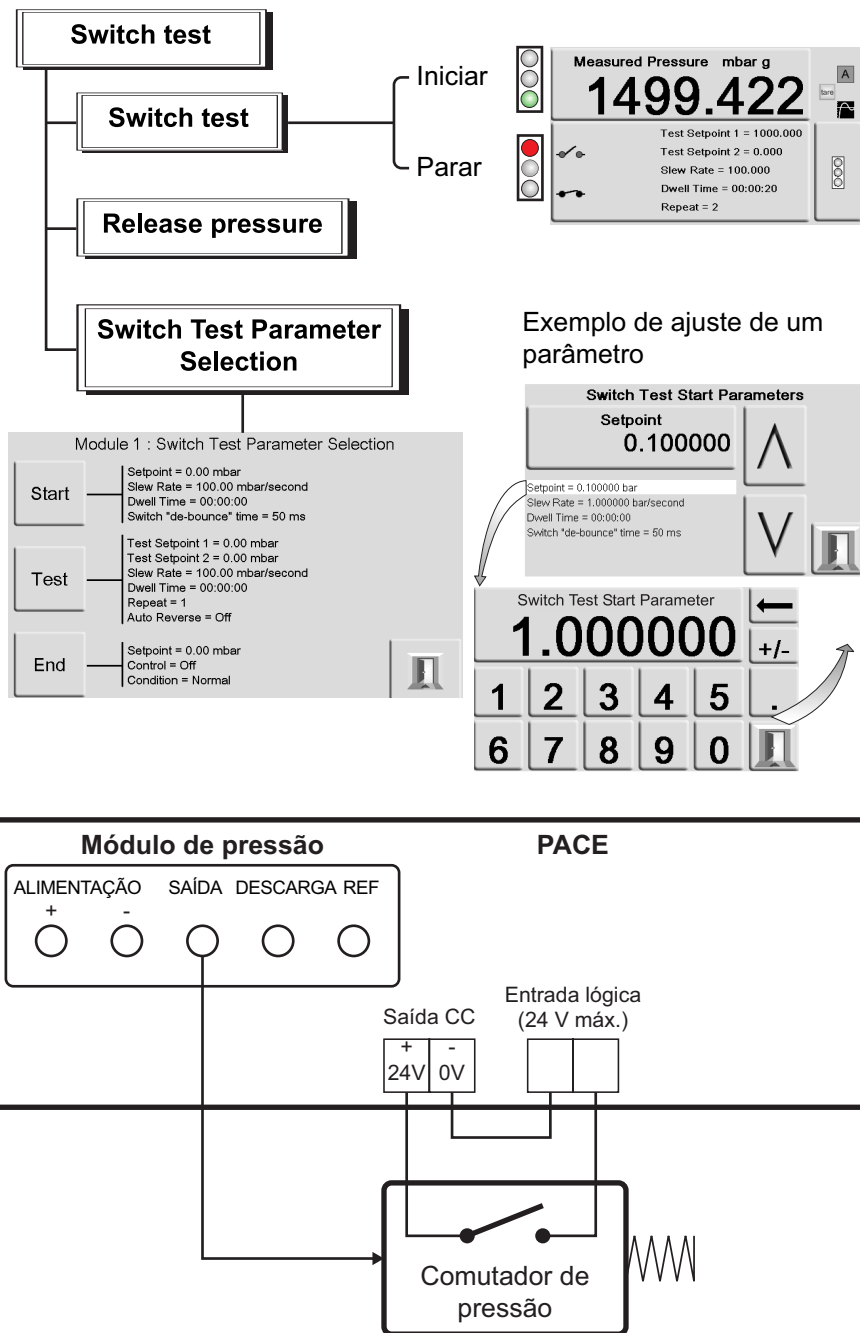 Switch test
Switch test
Iniciar
Parar
Measured Pressure mbar g
1499.422
A
tare
Test Setpoint 1 = 1000.000
Test Setpoint 2 = 0.000
Slew Rate = 100.000
Dwell Time = 00:00:20
Repeat = 2
Release pressure
Switch Test Parameter
Selection
Module 1 : Switch Test Parameter Selection
Start
Setpoint = 0.00 mbar
Slew Rate = 100.00 mbar/second
Dwell Time = 00:00:00
Switch "de-bounce" time = 50 ms
Test
Test Setpoint 1 = 0.00 mbar
Test Setpoint 2 = 0.00 mbar
Slew Rate = 100.00 mbar/second
Dwell Time = 00:00:00
Repeat = 1
Auto Reverse = Off
End
Setpoint = 0.00 mbar
Control = Off
Condition = Normal
Exemplo de ajuste de um
parâmetro
Switch Test Start Parameters
Setpoint
0.100000
Setpoint = 0.100000 bar
Slew Rate = 1.000000 bar/second
Dwell Time = 00:00:00
Switch "de-bounce" time = 50 ms
Switch Test Start Parameter
1.000000
+/-
1 2 3 4 5 .
6 7 8 9 0
Módulo de pressão
PACE
ALIMENTAÇÃO SAÍDA DESCARGA REF
+ -
Saída CC
Entrada lógica
(24 V máx.)
+ -
24V 0V
Comutador de
pressão